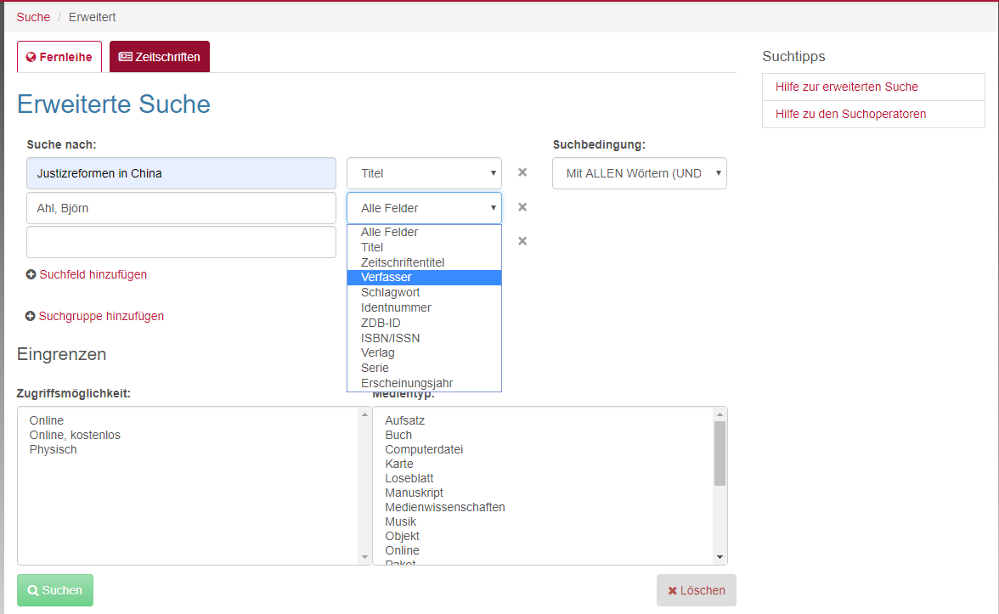 Suche / Erweitert
Fernleihe
Zeitschriften
Erweiterte Suche
Suche nach:
Suchbedingung:
Justizreformen in China
Titel
Mit ALLEN Wörtern (UND
Ahl, Björn
Alle Felder
Alle Felder
Titel
Zeitschriftentitel
Verfasser
Schlagwort
Identnummer
ZDB-ID
ISBN/ISSN
Verlag
Serie
Erscheinungsjahr
Suchfeld hinzufügen
Suchgruppe hinzufügen
Eingrenzen
Zugriffsmöglichkeit:
Online
Online, kostenlos
Physisch
Medientyp:
Aufsatz
Buch
Computerdatei
Karte
Loseblatt
Manuskript
Medienwissenschaften
Musik
Objekt
Online
Paket
Suchen
Löschen
Suchtipps
Hilfe zur erweiterten Suche
Hilfe zu den Suchoperatoren